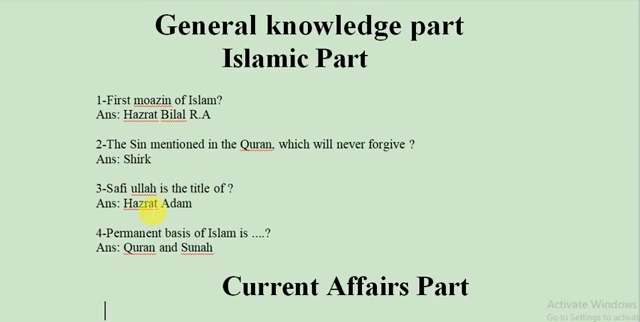 General knowledge part
Islamic Part
1-First moazin of Islam?
Ans: Hazrat Bilal R.A
2-The Sin mentioned in the Quran, which will never forgive ?
Ans: Shirk
3-Safi ullah is the title of ?
Ans: Hazrat Adam
4-Permanent basis of Islam is ....?
Ans: Quran and Sunah
Current Affairs Part
Activate Windows
Go to Settings to activate